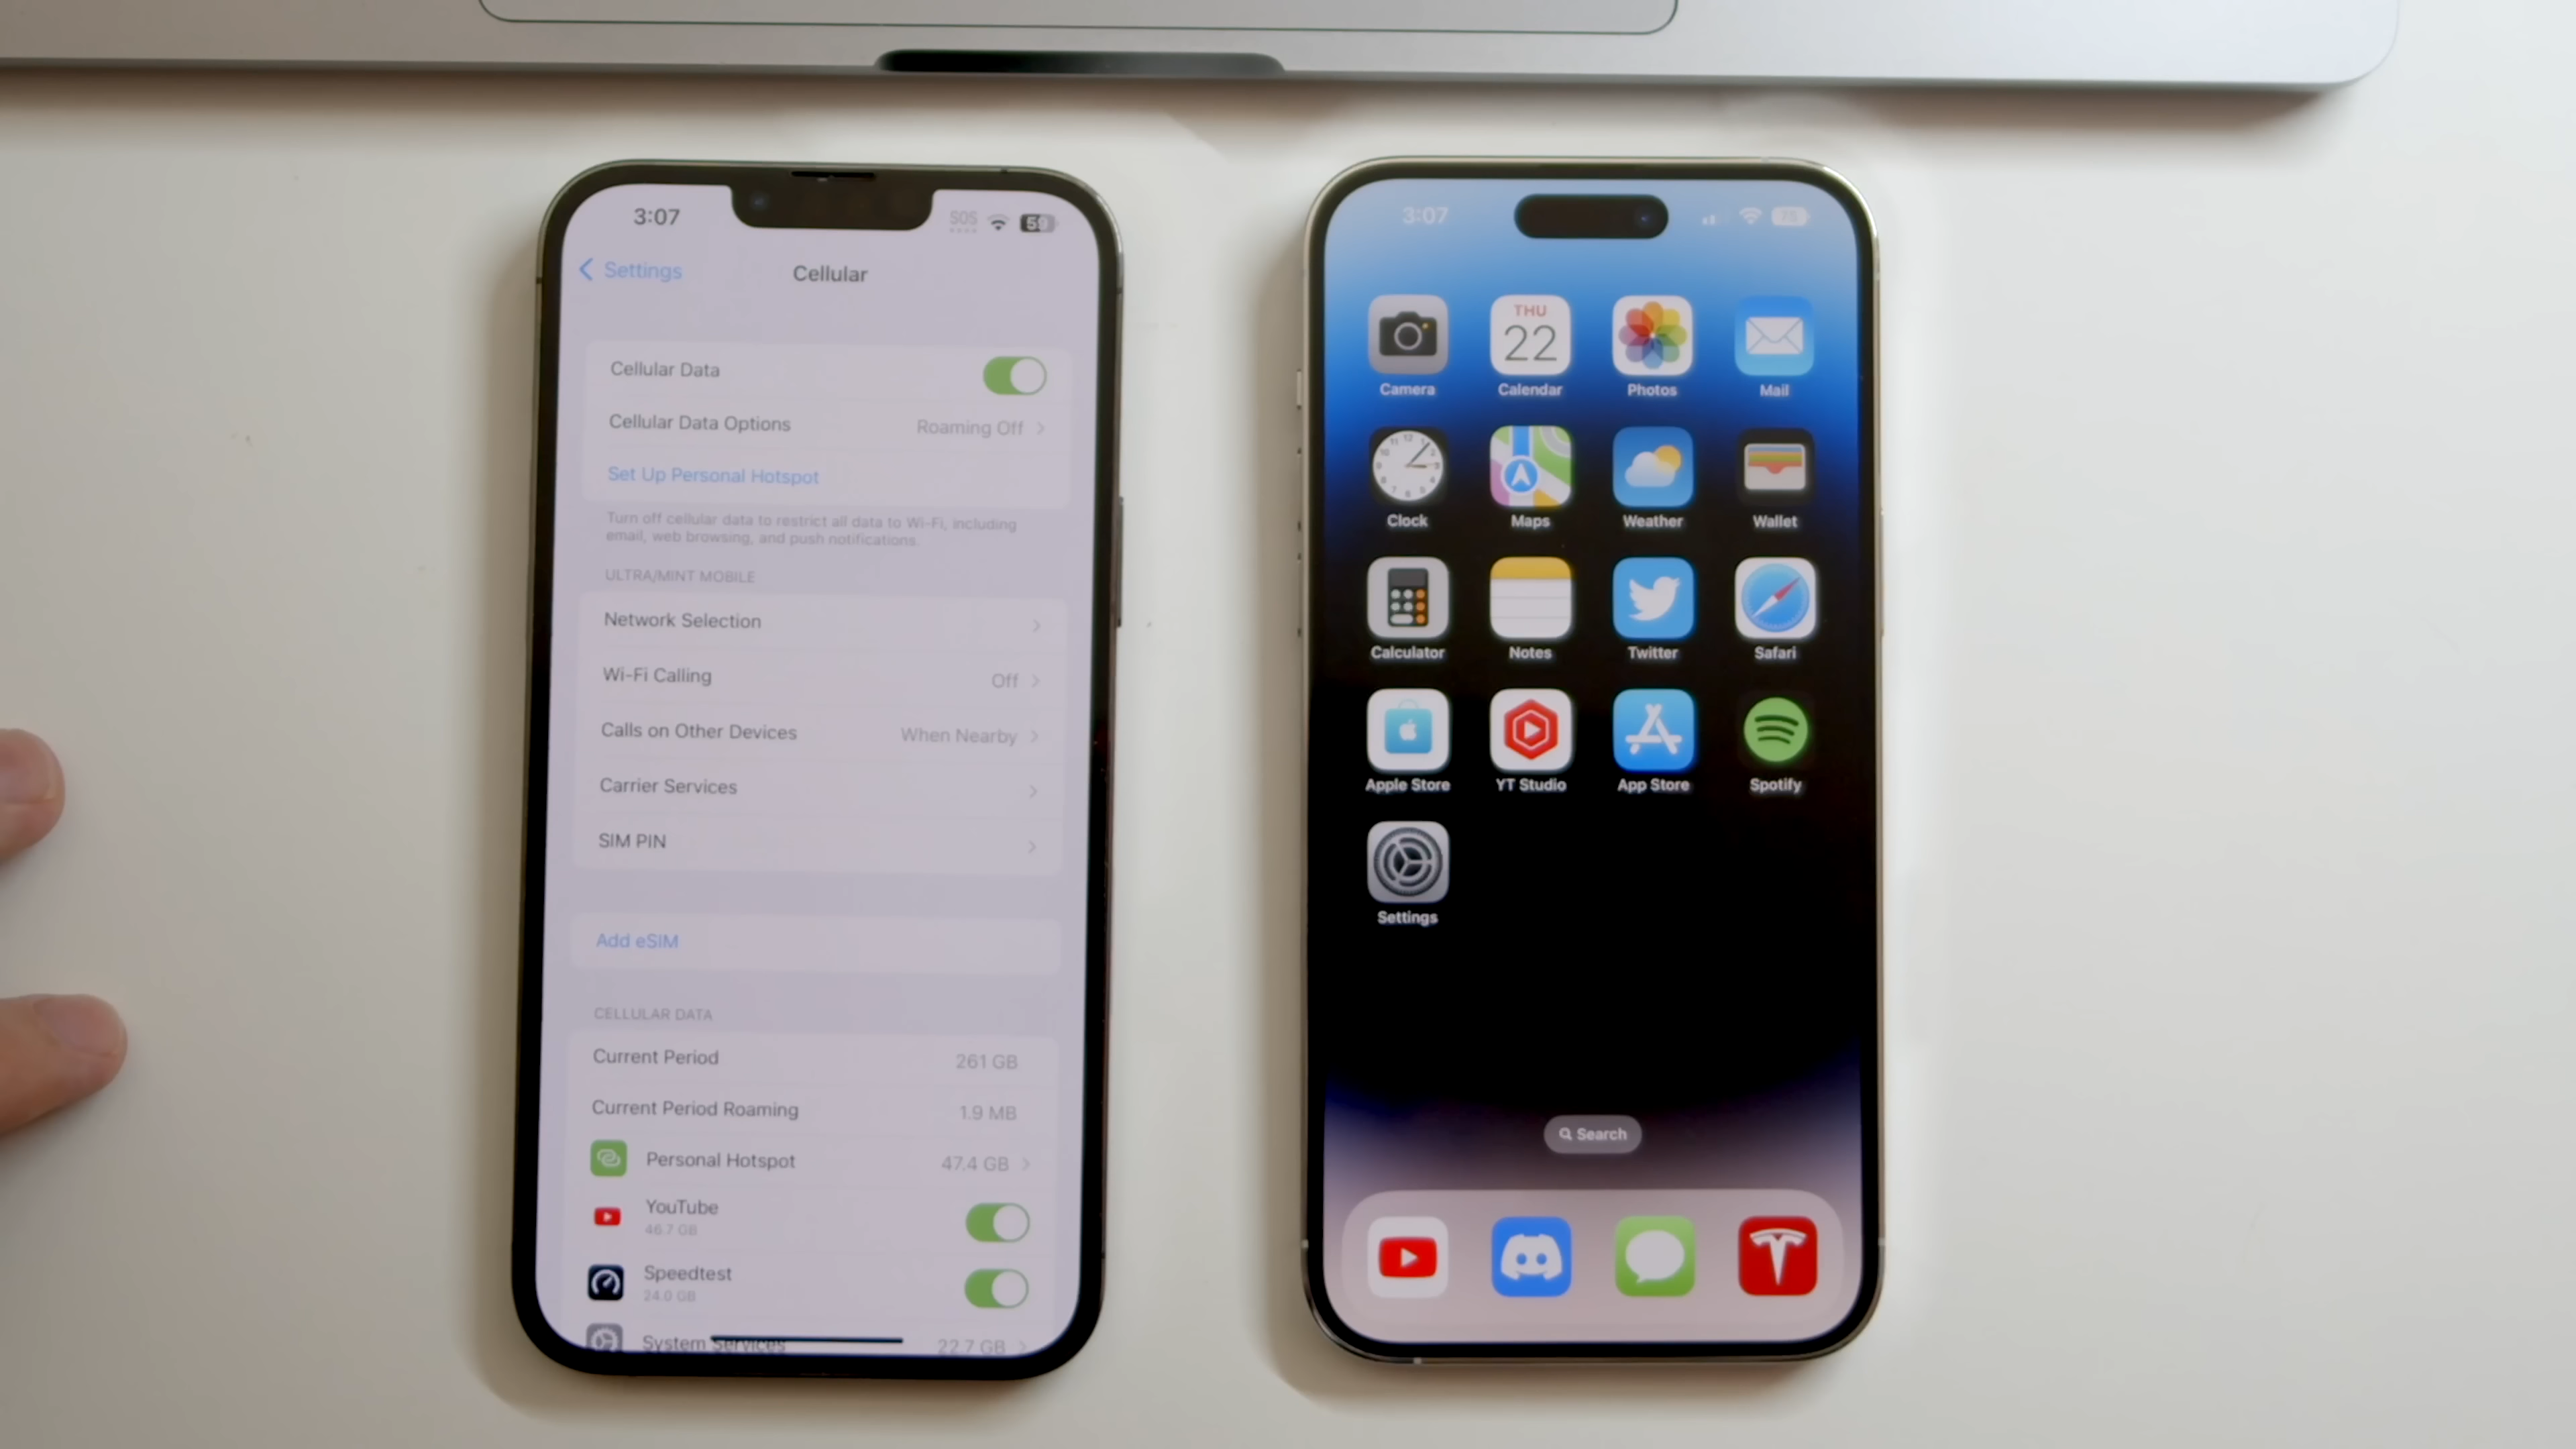 3:07
SOS
59
Settings
Cellular
Cellular Data
Cellular Data Options
Roaming Off
Set Up Personal Hotspot
Turn off cellular data to restrict all data to Wi-Fi, including
email, web browsing, and push notifications.
ULTRA/MINT MOBILE
Network Selection
Wi-Fi Calling
Off
Calls on Other Devices
When Nearby
Carrier Services
SIM PIN
Add eSIM
CELLULAR DATA
Current Period
261 GB
Current Period Roaming
1.9 MB
Personal Hotspot
47.4 GB
YouTube
46.7 GB
Speedtest
24.0 GB
System Services
22.7 GB
3:07
THU
22
Camera
Calendar
Photos
Mail
Clock
Maps
Weather
Wallet
Calculator
Notes
Twitter
Safari
Apple Store
YT Studio
App Store
Spotify
Settings
Search